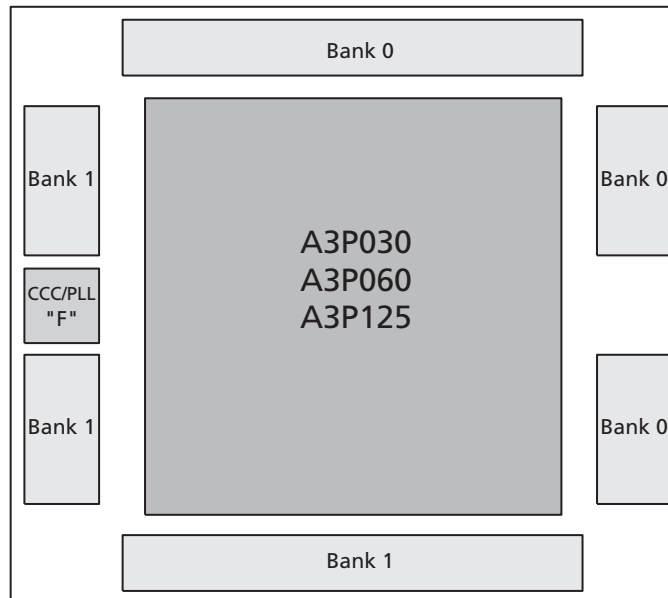 Bank 0
Bank 1
Bank 0
A3P030
A3P060
A3P125
CCC/PLL
"F"
Bank 1
Bank 0
Bank 1